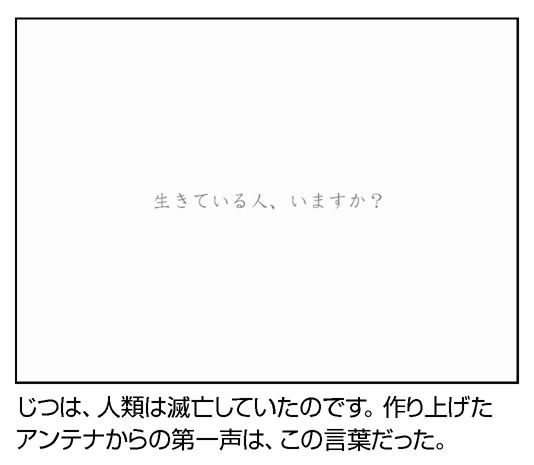 生きている人、いますか？
じつは、人類は滅亡していたのです。作り上げた
アンテナからの第一声は、この言葉だった。